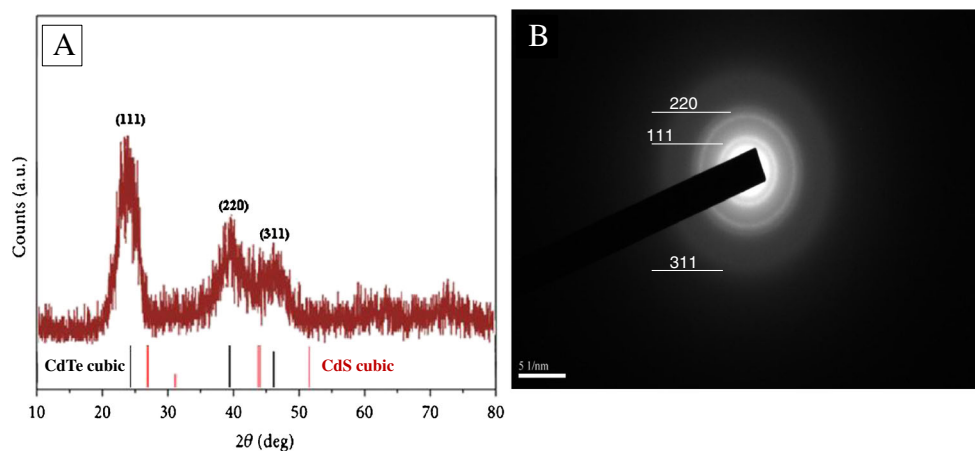 A
(111)
(220)
(311)
Counts (a.u.)
CdTe cubic
CdS cubic
10 20 30 40 50 60 70 80
2θ (deg)
B
220
111
311
5 1/nm